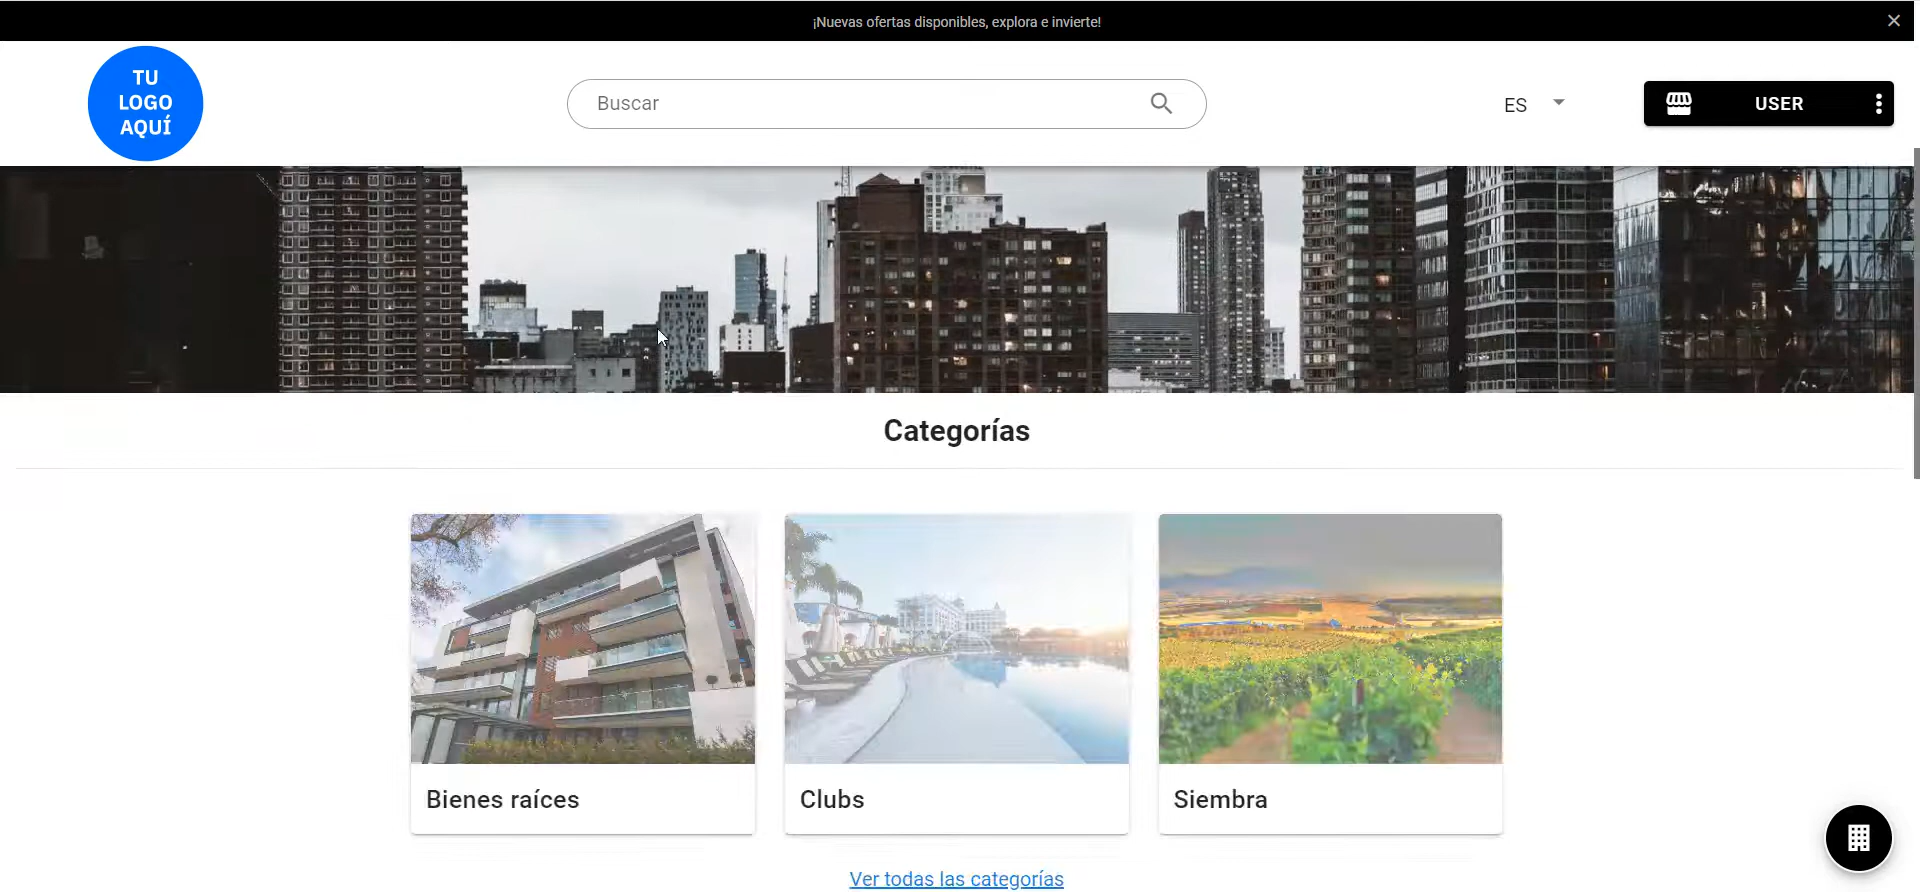 ¡Nuevas ofertas disponibles, explora e invierte!
TU
LOGO
AQUÍ
Buscar
ES
USER
Categorías
Bienes raíces
Clubs
Siembra
Ver todas las categorías